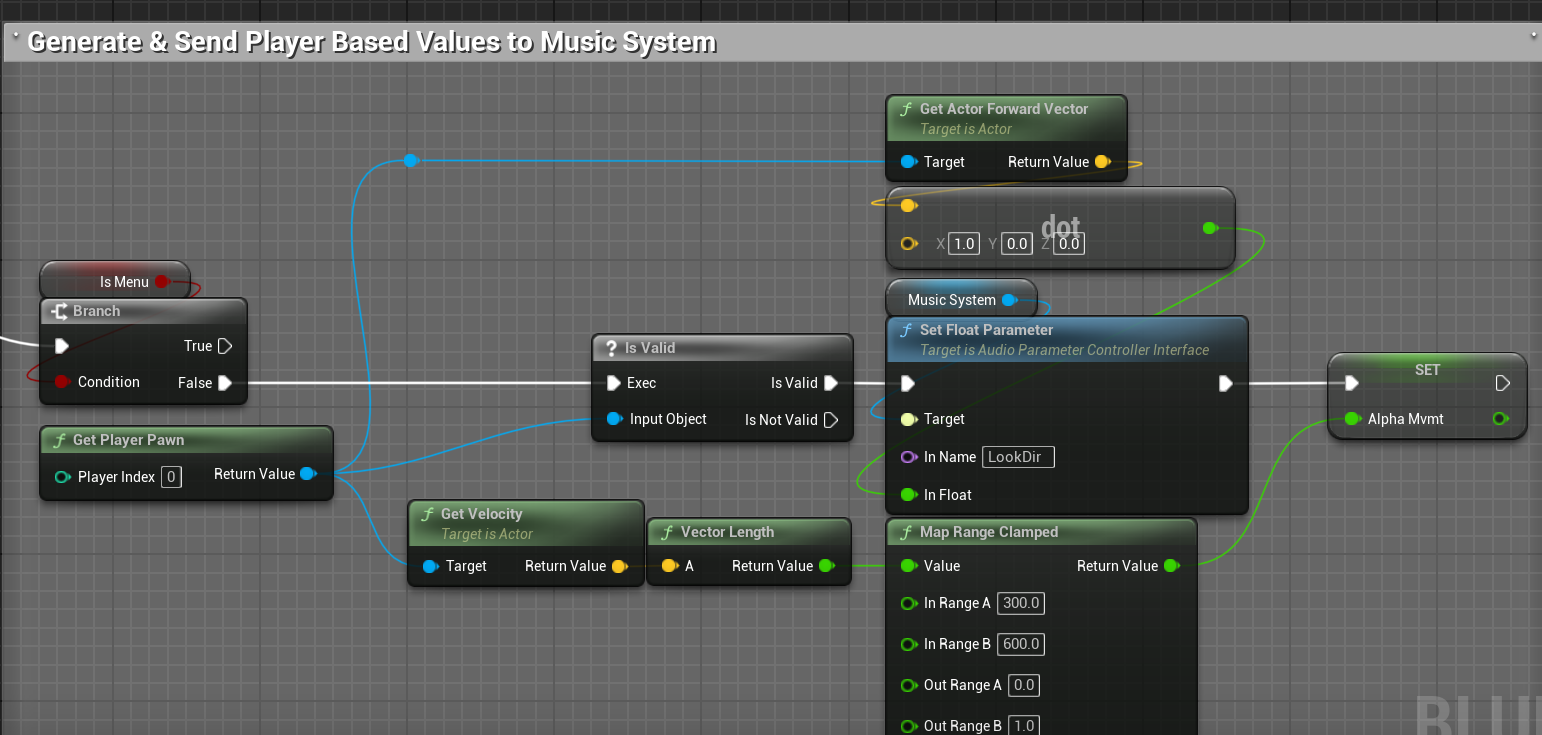 Generate & Send Player Based Values to Music System
Get Actor Forward Vector
Target is Actor
Target Return Value
dot
X 1.0 Y 0.0 Z 0.0
Is Menu
Branch
True
Condition False
Music System
Set Float Parameter
Target is Audio Parameter Controller Interface
Target
In Name LookDir
In Float
Is Valid
Exec Is Valid
Input Object Is Not Valid
SET
Alpha Mvmt
Get Player Pawn
Player Index 0 Return Value
Get Velocity
Target is Actor
Target Return Value
Vector Length
A Return Value
Map Range Clamped
Value Return Value
In Range A 300.0
In Range B 600.0
Out Range A 0.0
Out Range B 1.0